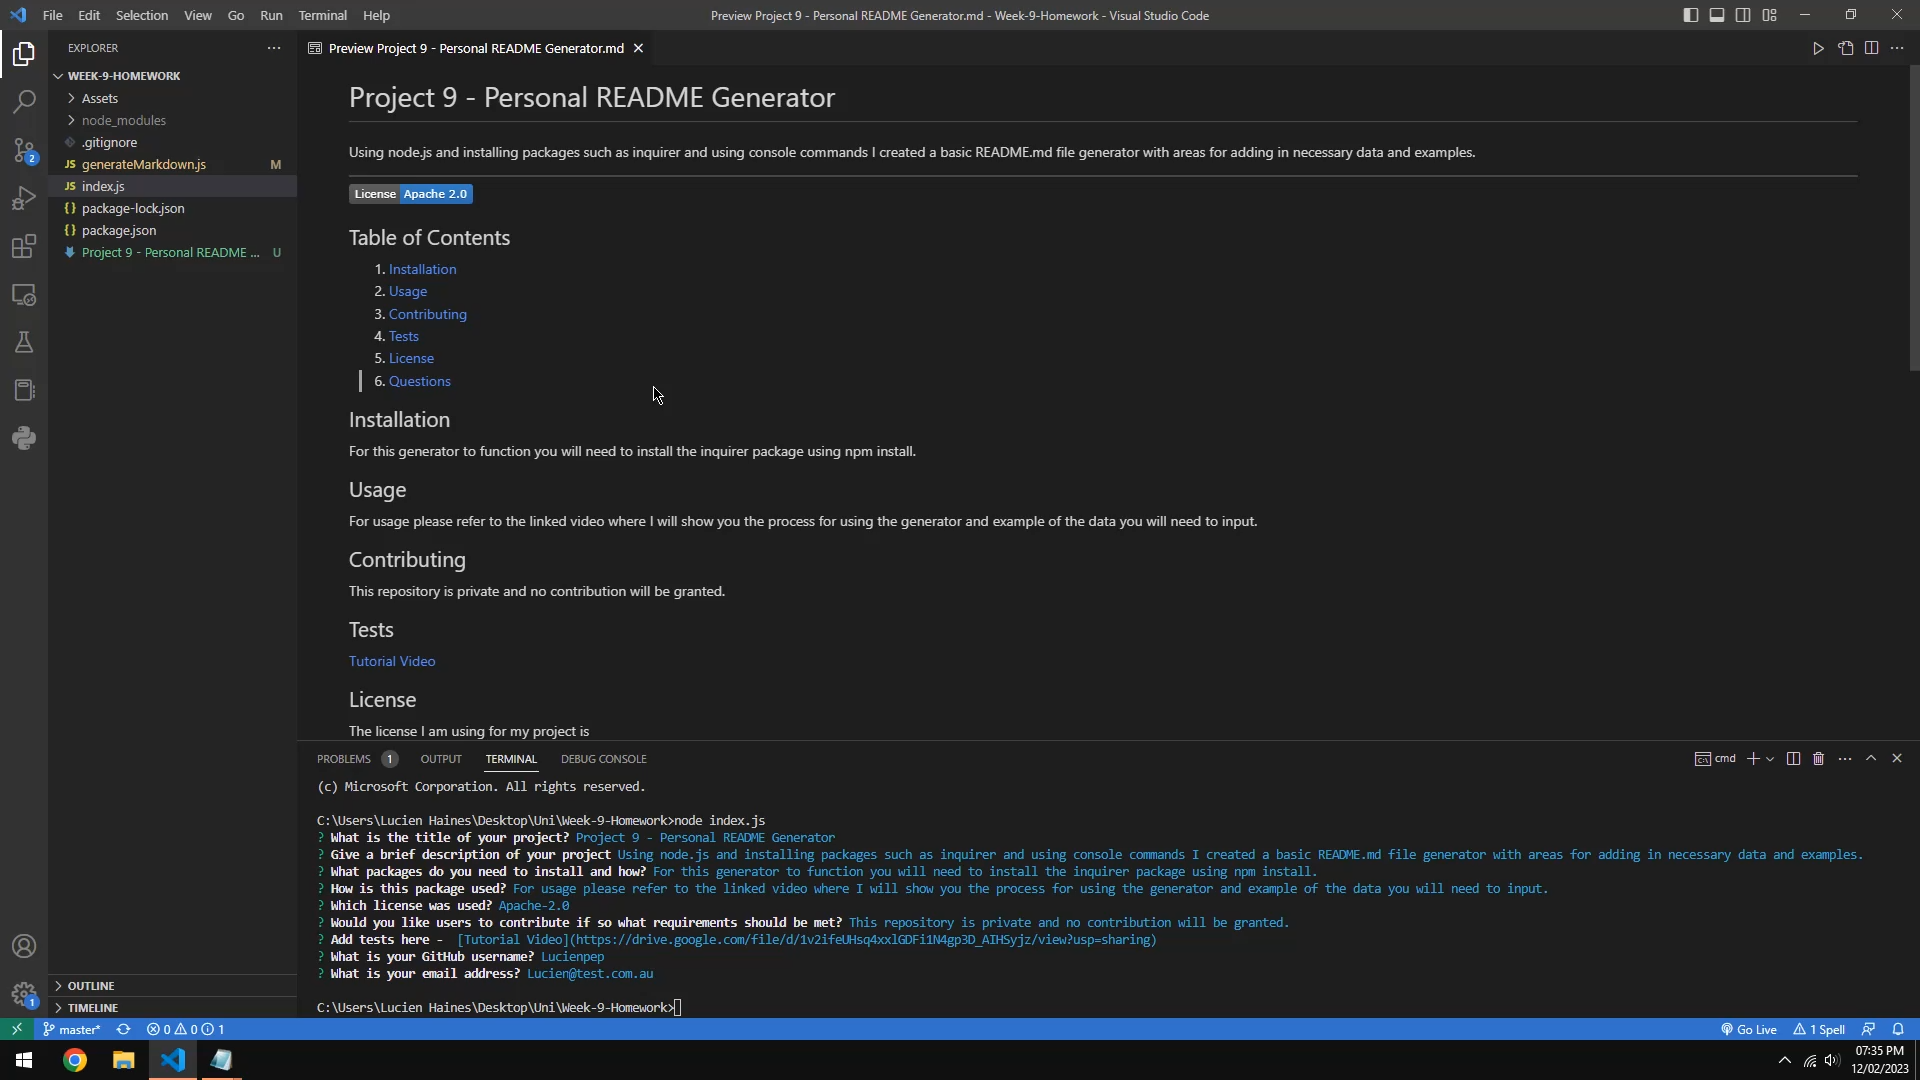 File Edit Selection View Go Run Terminal Help
Preview Project 9 - Personal README Generator.md - Week-9-Homework - Visual Studio Code
EXPLORER
Preview Project 9 - Personal README Generator.md
WEEK-9-HOMEWORK
Assets
node_modules
.gitignore
JS generateMarkdown.js M
JS index.js
{} package-lock.json
{} package.json
Project 9 - Personal README ... U
2
Project 9 - Personal README Generator
Using node.js and installing packages such as inquirer and using console commands I created a basic README.md file generator with areas for adding in necessary data and examples.
License Apache 2.0
Table of Contents
1. Installation
2. Usage
3. Contributing
4. Tests
5. License
6. Questions
Installation
For this generator to function you will need to install the inquirer package using npm install.
Usage
For usage please refer to the linked video where I will show you the process for using the generator and example of the data you will need to input.
Contributing
This repository is private and no contribution will be granted.
Tests
Tutorial Video
License
The license I am using for my project is
PROBLEMS 1 OUTPUT TERMINAL DEBUG CONSOLE
cmd
(c) Microsoft Corporation. All rights reserved.
C:\Users\Lucien Haines\Desktop\Uni\Week-9-Homework>node index.js
? What is the title of your project? Project 9 - Personal README Generator
? Give a brief description of your project Using node.js and installing packages such as inquirer and using console commands I created a basic README.md file generator with areas for adding in necessary data and examples.
? What packages do you need to install and how? For this generator to function you will need to install the inquirer package using npm install.
? How is this package used? For usage please refer to the linked video where I will show you the process for using the generator and example of the data you will need to input.
? Which license was used? Apache-2.0
? Would you like users to contribute if so what requirements should be met? This repository is private and no contribution will be granted.
? Add tests here - [Tutorial Video](https://drive.google.com/file/d/1v2ifeUHsq4xxlGDFi1N4gp3D_AIHSyjz/view?usp=sharing)
? What is your GitHub username? Lucienpep
? What is your email address? Lucien@test.com.au
C:\Users\Lucien Haines\Desktop\Uni\Week-9-Homework>
OUTLINE
TIMELINE
1
master* 0 0 1
Go Live 1 Spell
07:35 PM
12/02/2023